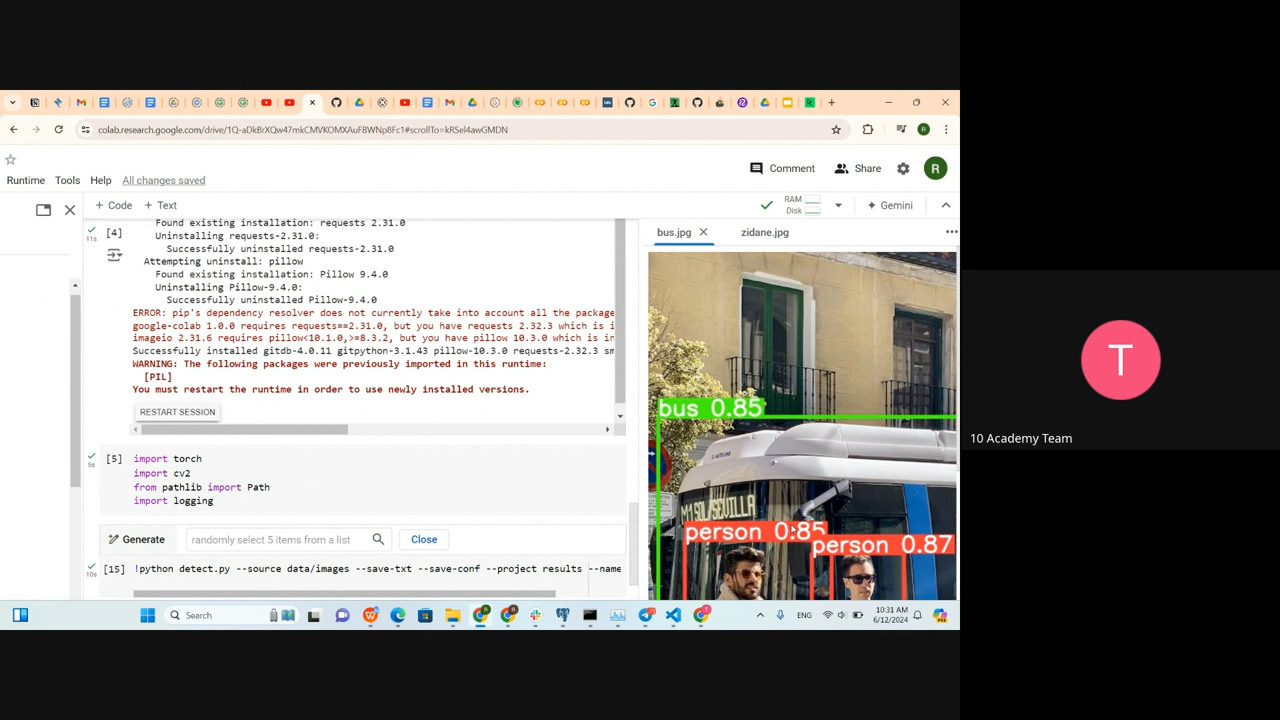 colab.research.google.com/drive/1Q-aDkBrXQw47mkCMVKOMXAuFBWNp8Fc1#scrollTo=kRSel4awGMDN
Runtime Tools Help All changes saved
Comment Share
+ Code + Text
RAM
Disk
Gemini
bus.jpg zidane.jpg
[4]
11s
Found existing installation: requests 2.31.0
Uninstalling requests-2.31.0:
Successfully uninstalled requests-2.31.0
Attempting uninstall: pillow
Found existing installation: Pillow 9.4.0
Uninstalling Pillow-9.4.0:
Successfully uninstalled Pillow-9.4.0
ERROR: pip's dependency resolver does not currently take into account all the package
google-colab 1.0.0 requires requests==2.31.0, but you have requests 2.32.3 which is i
imageio 2.31.6 requires pillow<10.1.0,>=8.3.2, but you have pillow 10.3.0 which is in
Successfully installed gitdb-4.0.11 gitpython-3.1.43 pillow-10.3.0 requests-2.32.3 sm
WARNING: The following packages were previously imported in this runtime:
[PIL]
You must restart the runtime in order to use newly installed versions.
RESTART SESSION
[5] import torch
5s
import cv2
from pathlib import Path
import logging
Generate randomly select 5 items from a list Close
[15] !python detect.py --source data/images --save-txt --save-conf --project results --name
10s
bus 0.85
M1 SOL/SEVILLA
person 0.85
person 0.87
Search
ENG
10:31 AM
6/12/2024
R
T
10 Academy Team